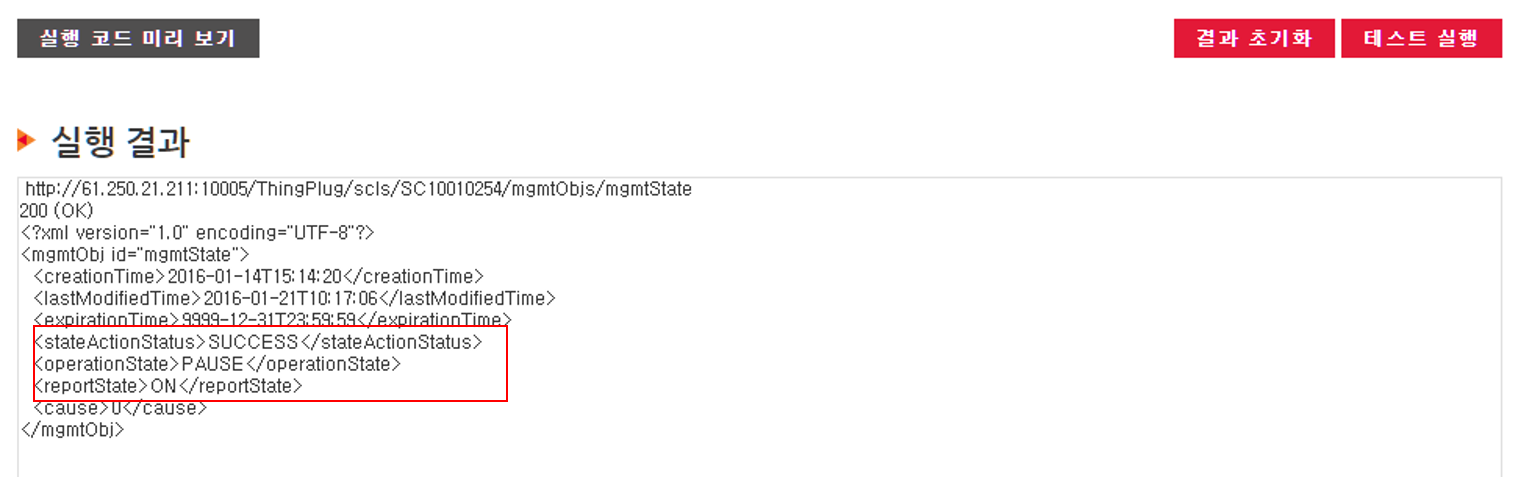 실행 코드 미리 보기
결과 초기화
테스트 실행
실행 결과
http://61.250.21.211:10005/ThingPlug/scls/SC10010254/mgmtObjs/mgmtState
200 (OK)
<?xml version="1.0" encoding="UTF-8"?>
<mgmtObj id="mgmtState">
<creationTime>2016-01-14T15:14:20</creationTime>
<lastModifiedTime>2016-01-21T10:17:06</lastModifiedTime>
<expirationTime>9999-12-31T23:59:59</expirationTime>
<stateActionStatus>SUCCESS</stateActionStatus>
<operationState>PAUSE</operationState>
<reportState>ON</reportState>
<cause>0</cause>
</mgmtObj>